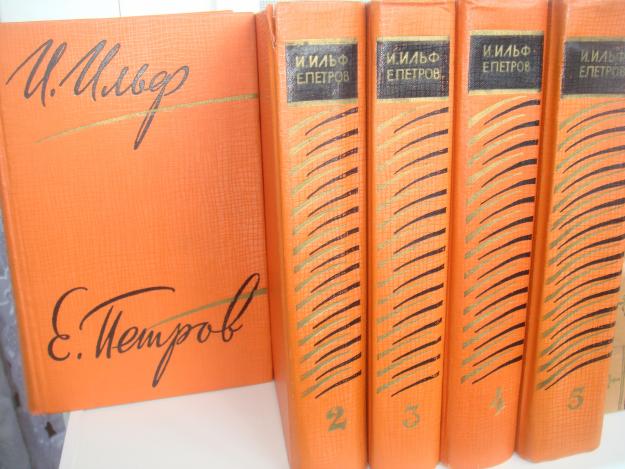 И. Ильф
Е. Петров
И. ИЛЬФ
Е. ПЕТРОВ
2
И. ИЛЬФ
Е. ПЕТРОВ
3
И. ИЛЬФ
Е. ПЕТРОВ
4
И. ИЛЬФ
Е. ПЕТРОВ
5